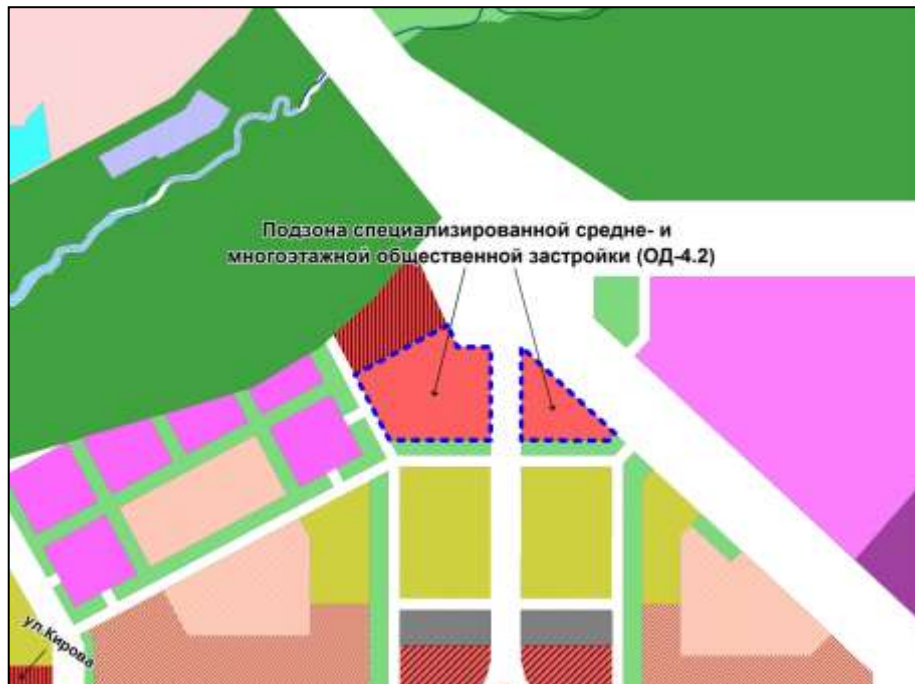 Подзона специализированной средне- и
многоэтажной общественной застройки (ОД-4.2)
ул.Кирова